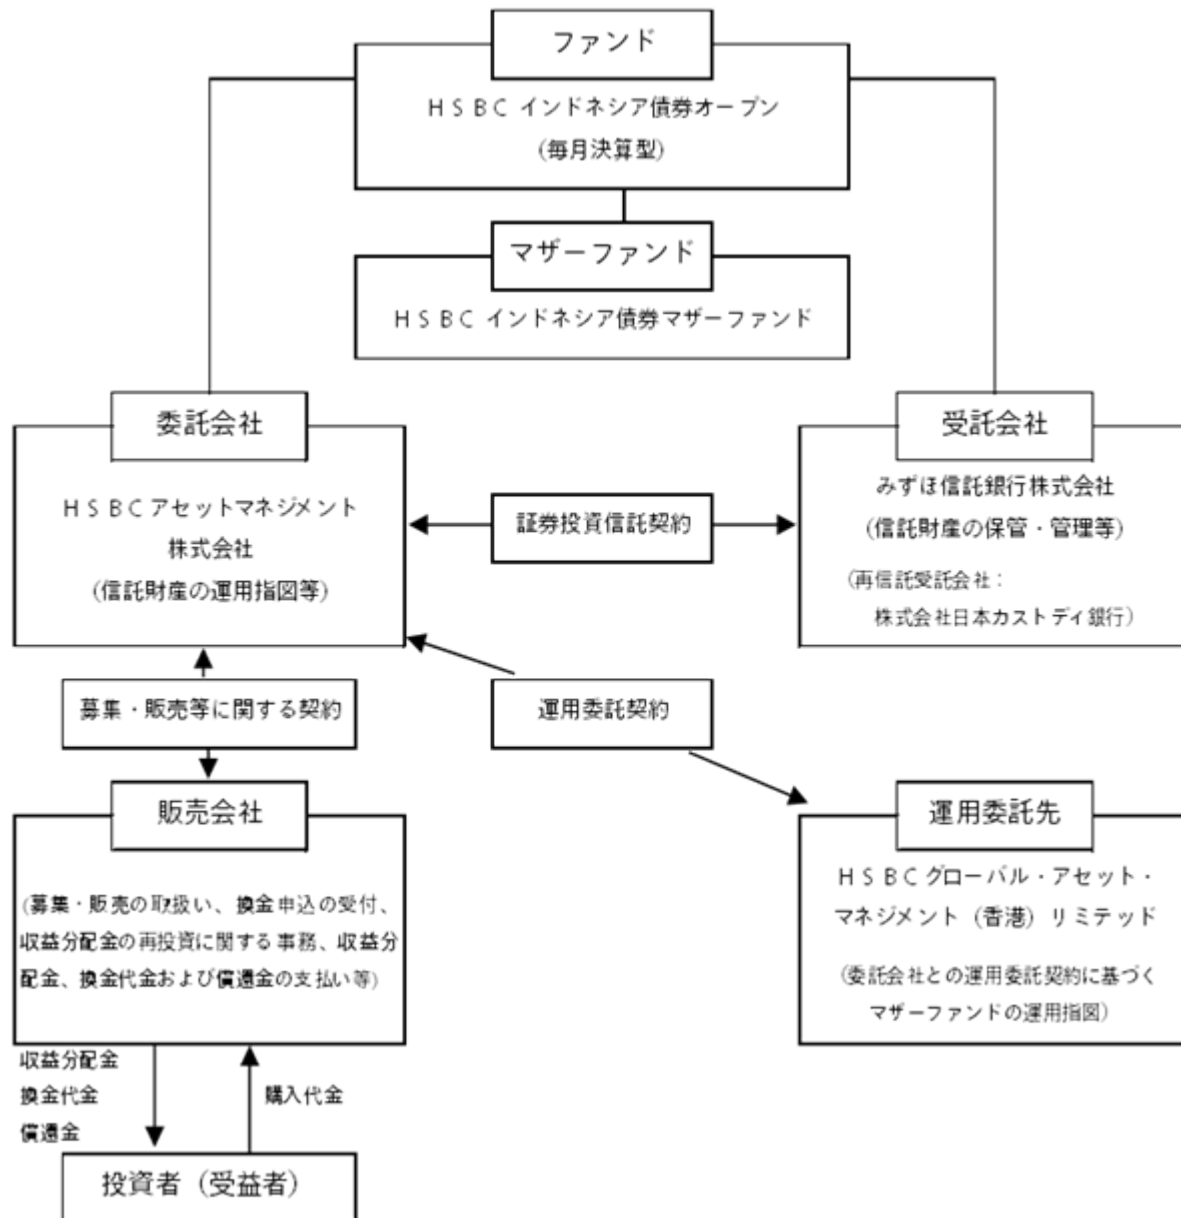 ファンド
HSBC インドネシア債券オープン
(毎月決算型)
マザーファンド
HSBC インドネシア債券マザーファンド
委託会社
HSBCアセットマネジメント
株式会社
(信託財産の運用指図等)
証券投資信託契約
受託会社
みずほ信託銀行株式会社
(信託財産の保管・管理等)
(再信託受託会社：
株式会社日本カストディ銀行)
募集・販売等に関する契約
運用委託契約
販売会社
(募集・販売の取扱い、換金申込の受付、
収益分配金の再投資に関する事務、収益分
配金、換金代金および償還金の支払い等)
運用委託先
HSBCグローバル・アセット・
マネジメント（香港）リミテッド
(委託会社との運用委託契約に基づく
マザーファンドの運用指図)
収益分配金
換金代金
償還金
購入代金
投資者（受益者）